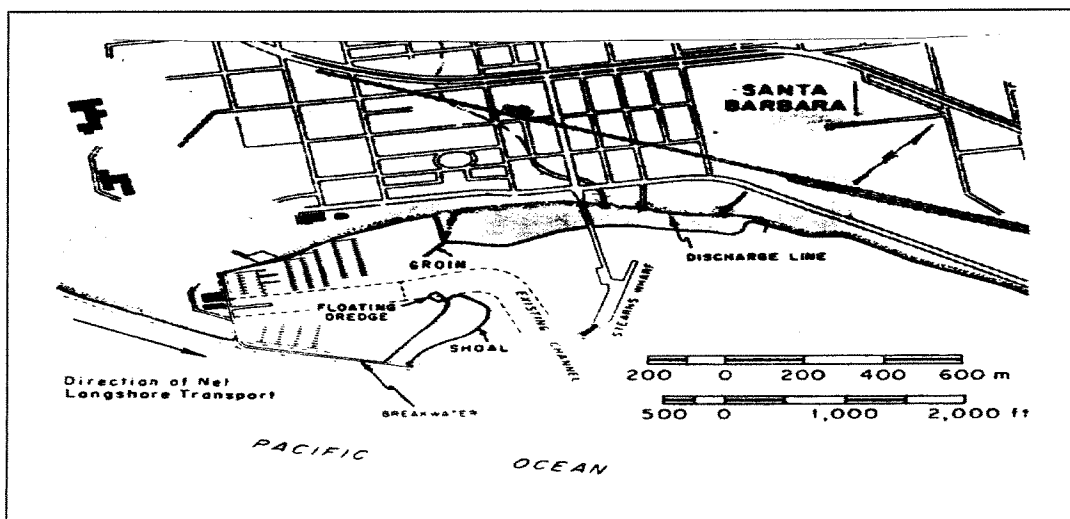 SANTA
BARBARA
GROIN
DISCHARGE LINE
FLOATING
DREDGE
EXISTING CHANNEL
STEARNS WHARF
SHOAL
Direction of Net
Longshore Transport
BREAKWATER
200 0 200 400 600 m
500 0 1,000 2,000 ft
PACIFIC OCEAN